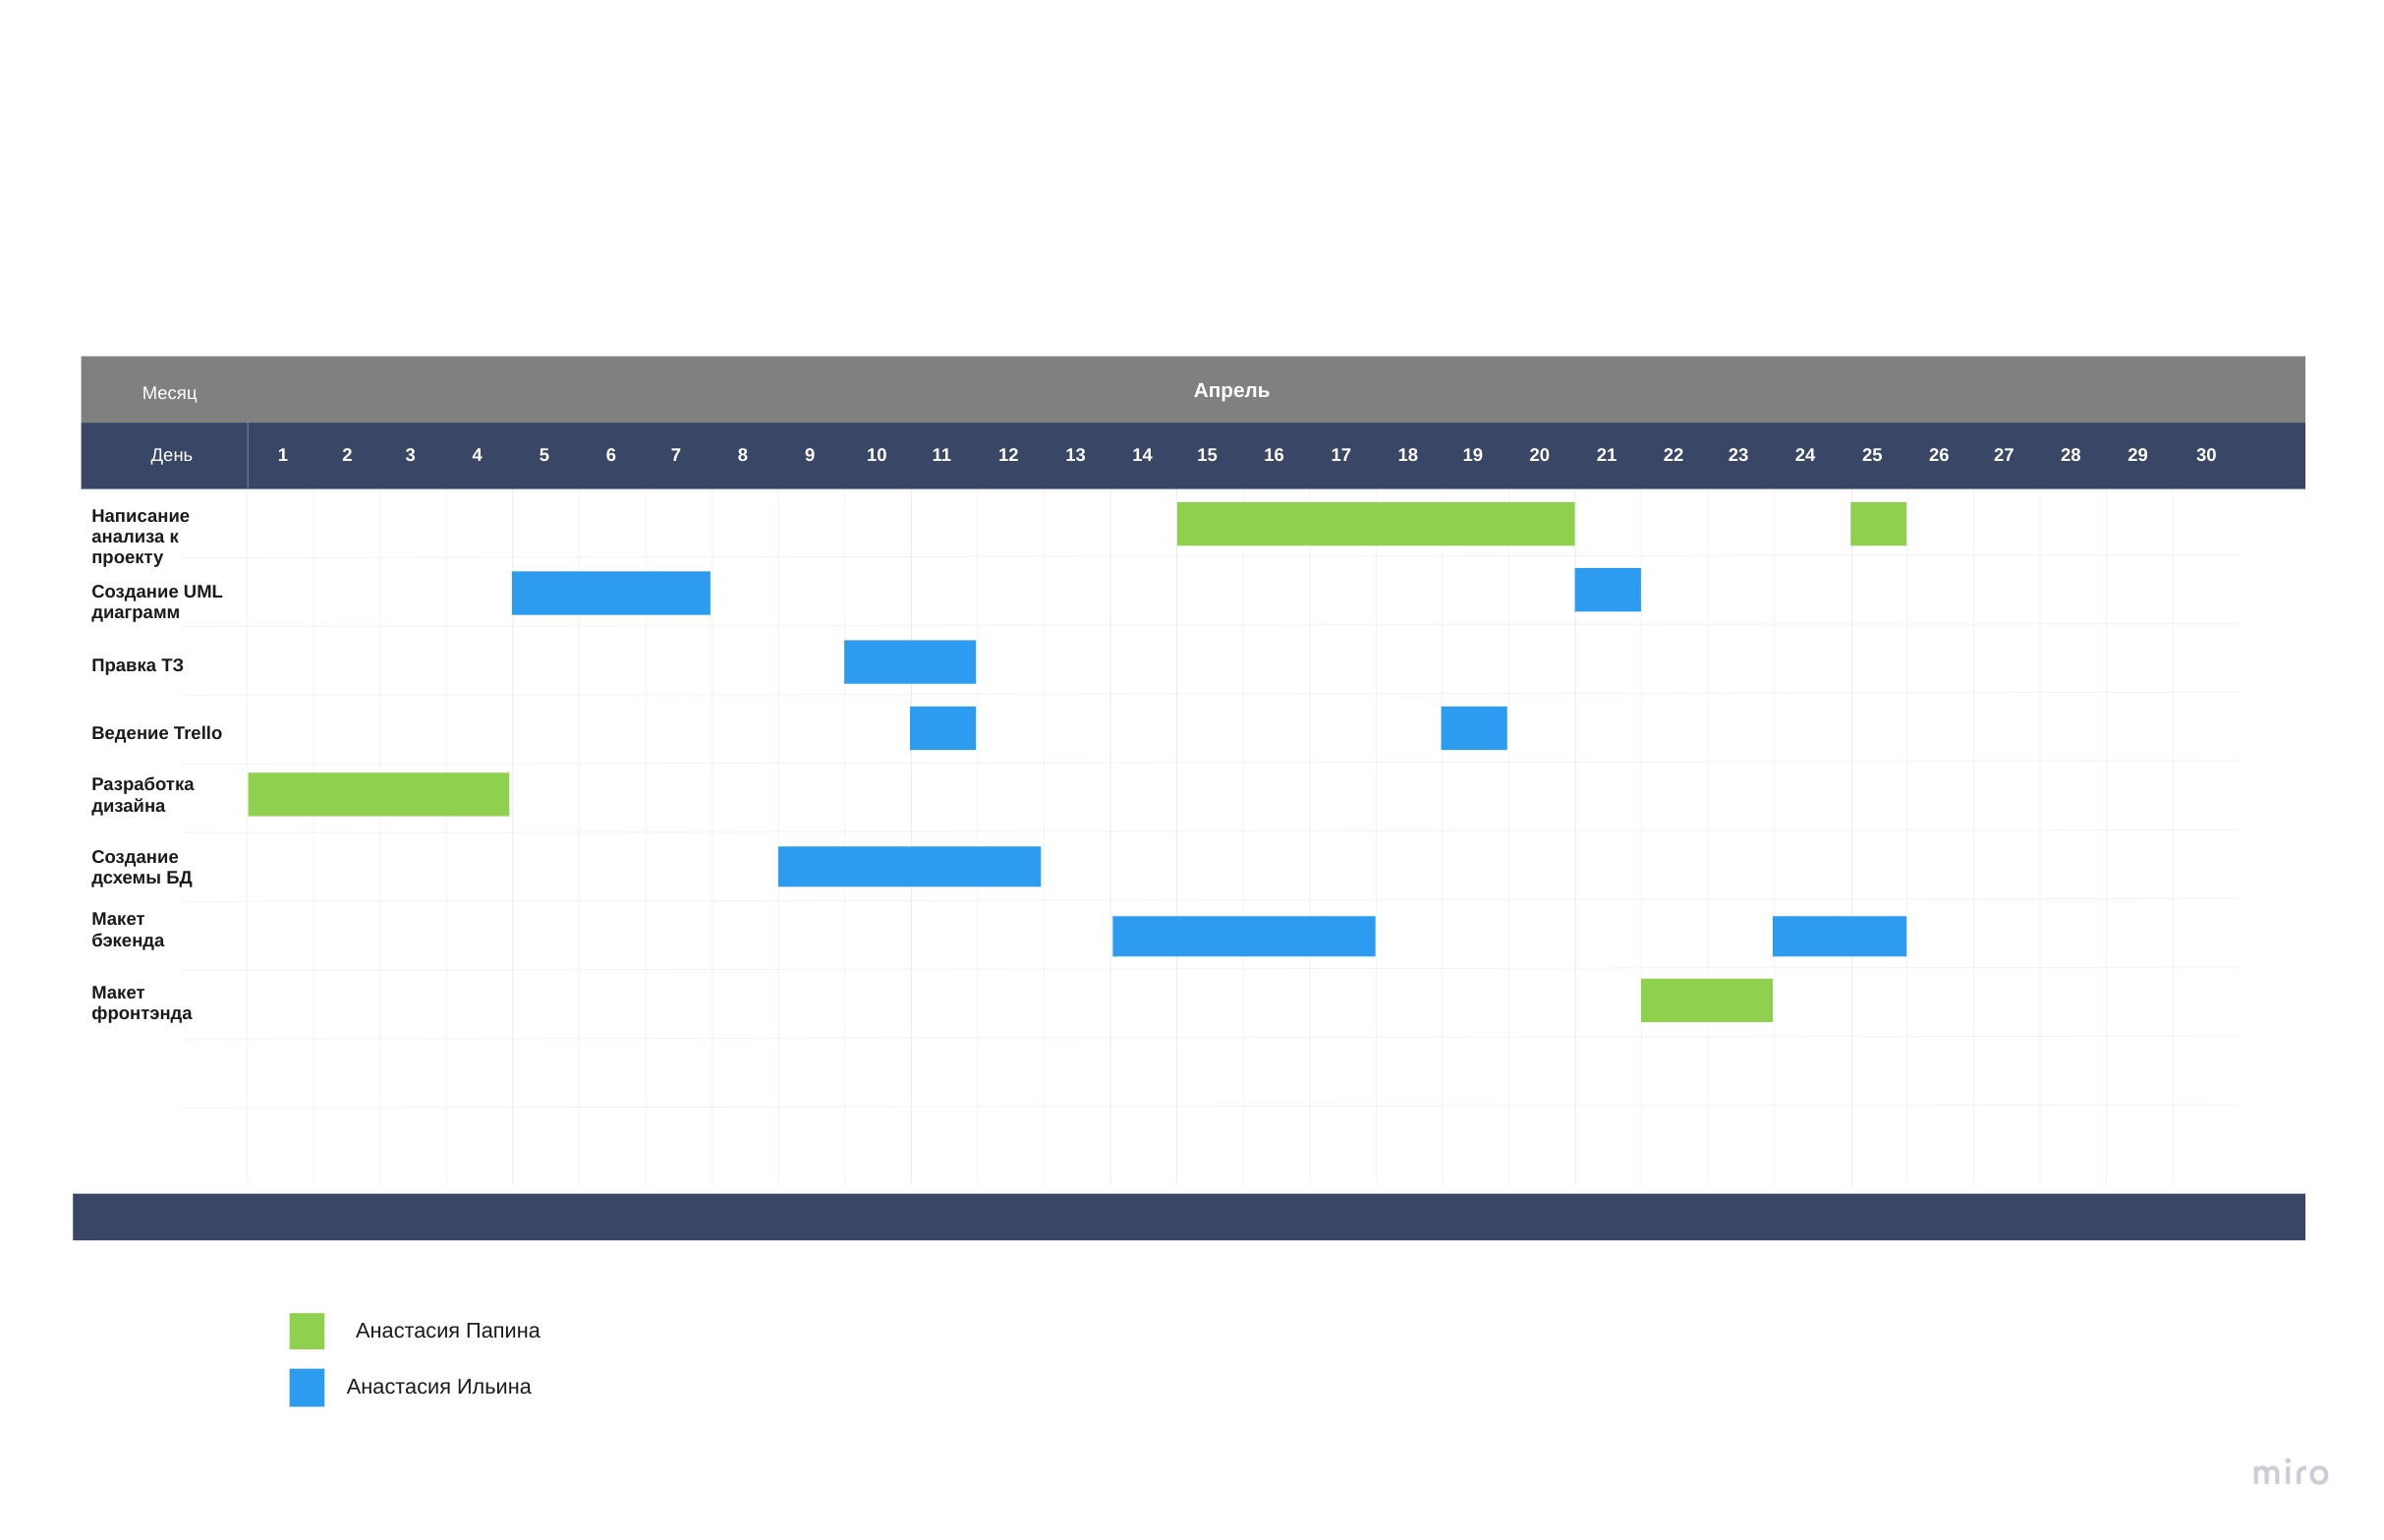 Месяц Апрель
День 1 2 3 4 5 6 7 8 9 10 11 12 13 14 15 16 17 18 19 20 21 22 23 24 25 26 27 28 29 30
Написание
анализа к
проекту
Создание UML
диаграмм
Правка ТЗ
Ведение Trello
Разработка
дизайна
Создание
дсхемы БД
Макет
бэкенда
Макет
фронтэнда
Анастасия Папина
Анастасия Ильина
miro